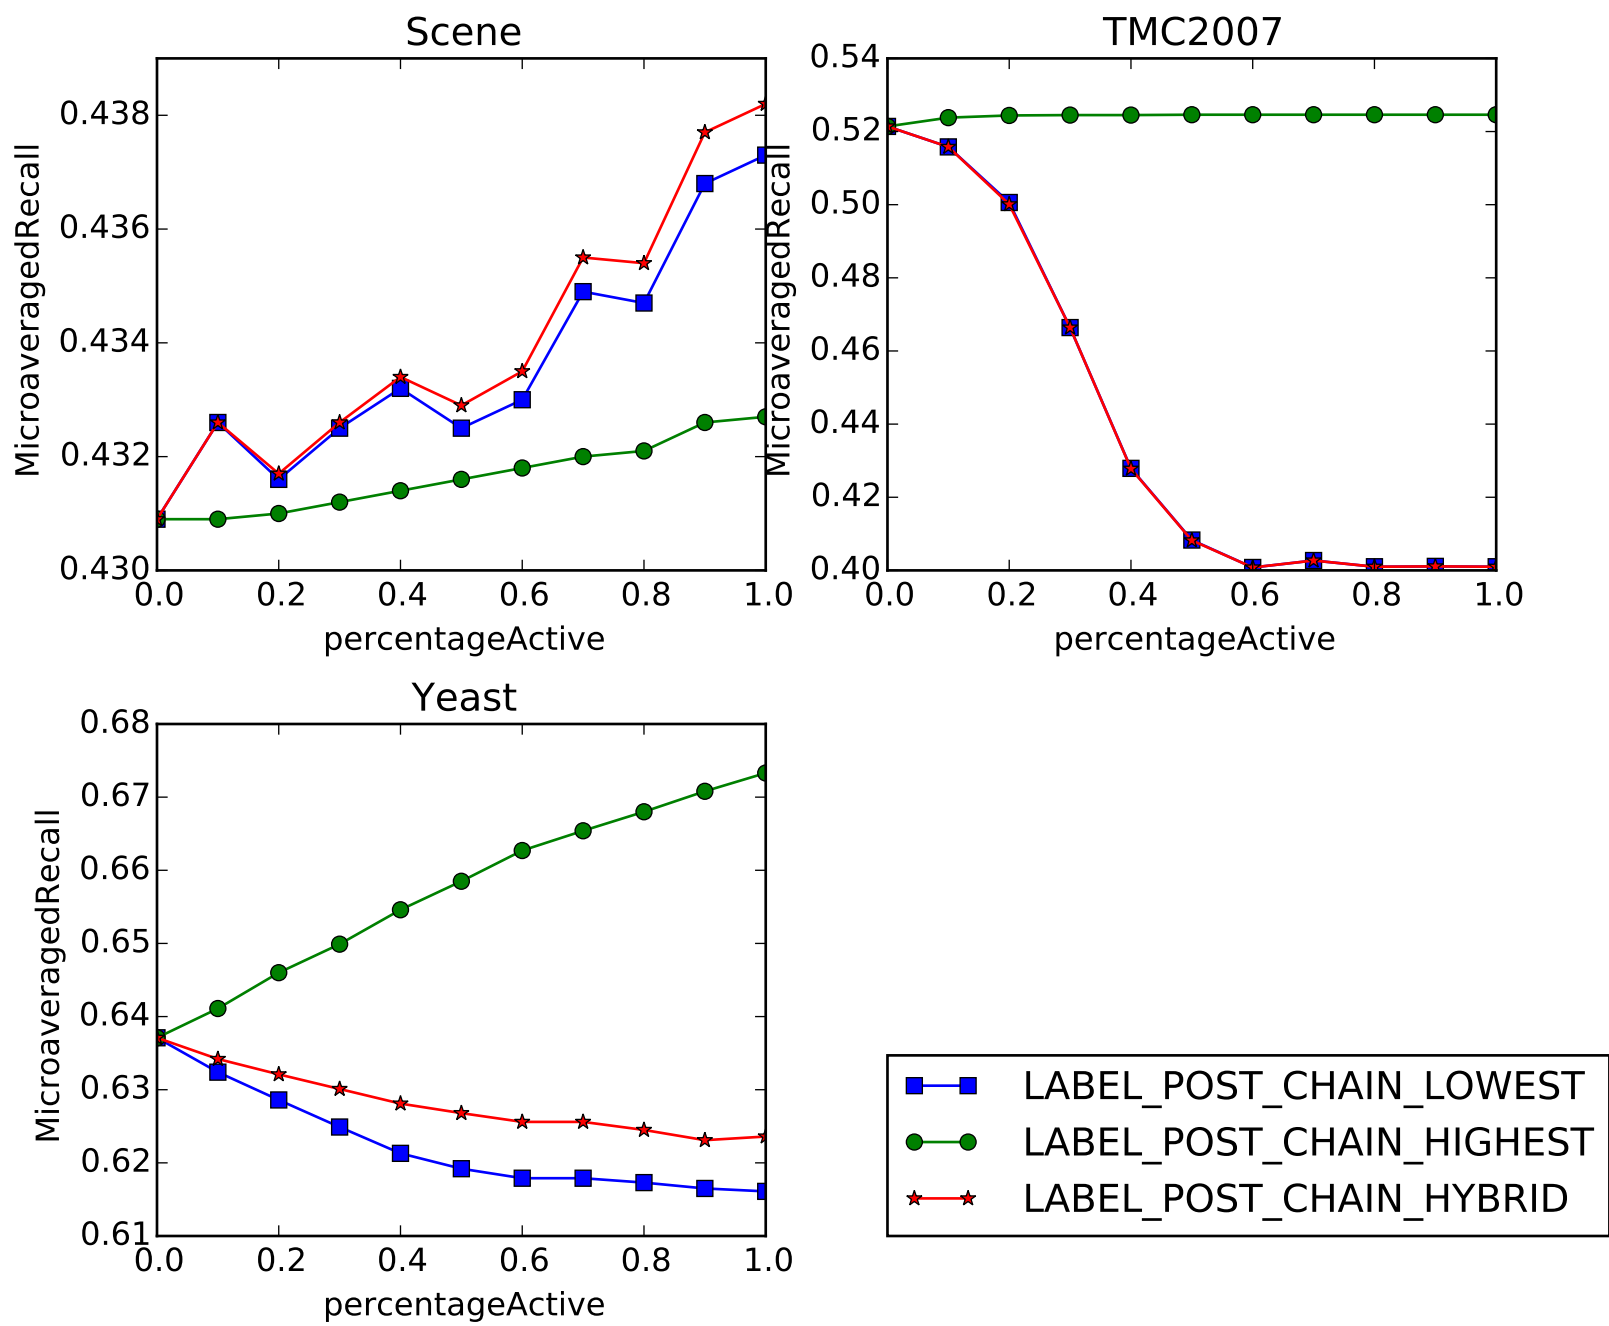 Scene
0.438
0.436
0.434
0.432
0.430
MicroaveragedRecall
0.0 0.2 0.4 0.6 0.8 1.0
percentageActive
TMC2007
0.54
0.52
0.50
0.48
0.46
0.44
0.42
0.40
MicroaveragedRecall
0.0 0.2 0.4 0.6 0.8 1.0
percentageActive
Yeast
0.68
0.67
0.66
0.65
0.64
0.63
0.62
0.61
MicroaveragedRecall
0.0 0.2 0.4 0.6 0.8 1.0
percentageActive
LABEL_POST_CHAIN_LOWEST
LABEL_POST_CHAIN_HIGHEST
LABEL_POST_CHAIN_HYBRID